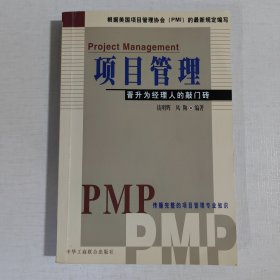 根据美国项目管理协会（PMI）的最新规定编写
Project Management
项目管理
晋升为经理人的敲门砖
编著
PMP
传播完整的项目管理专业知识
PMP
中华工商联合出版社